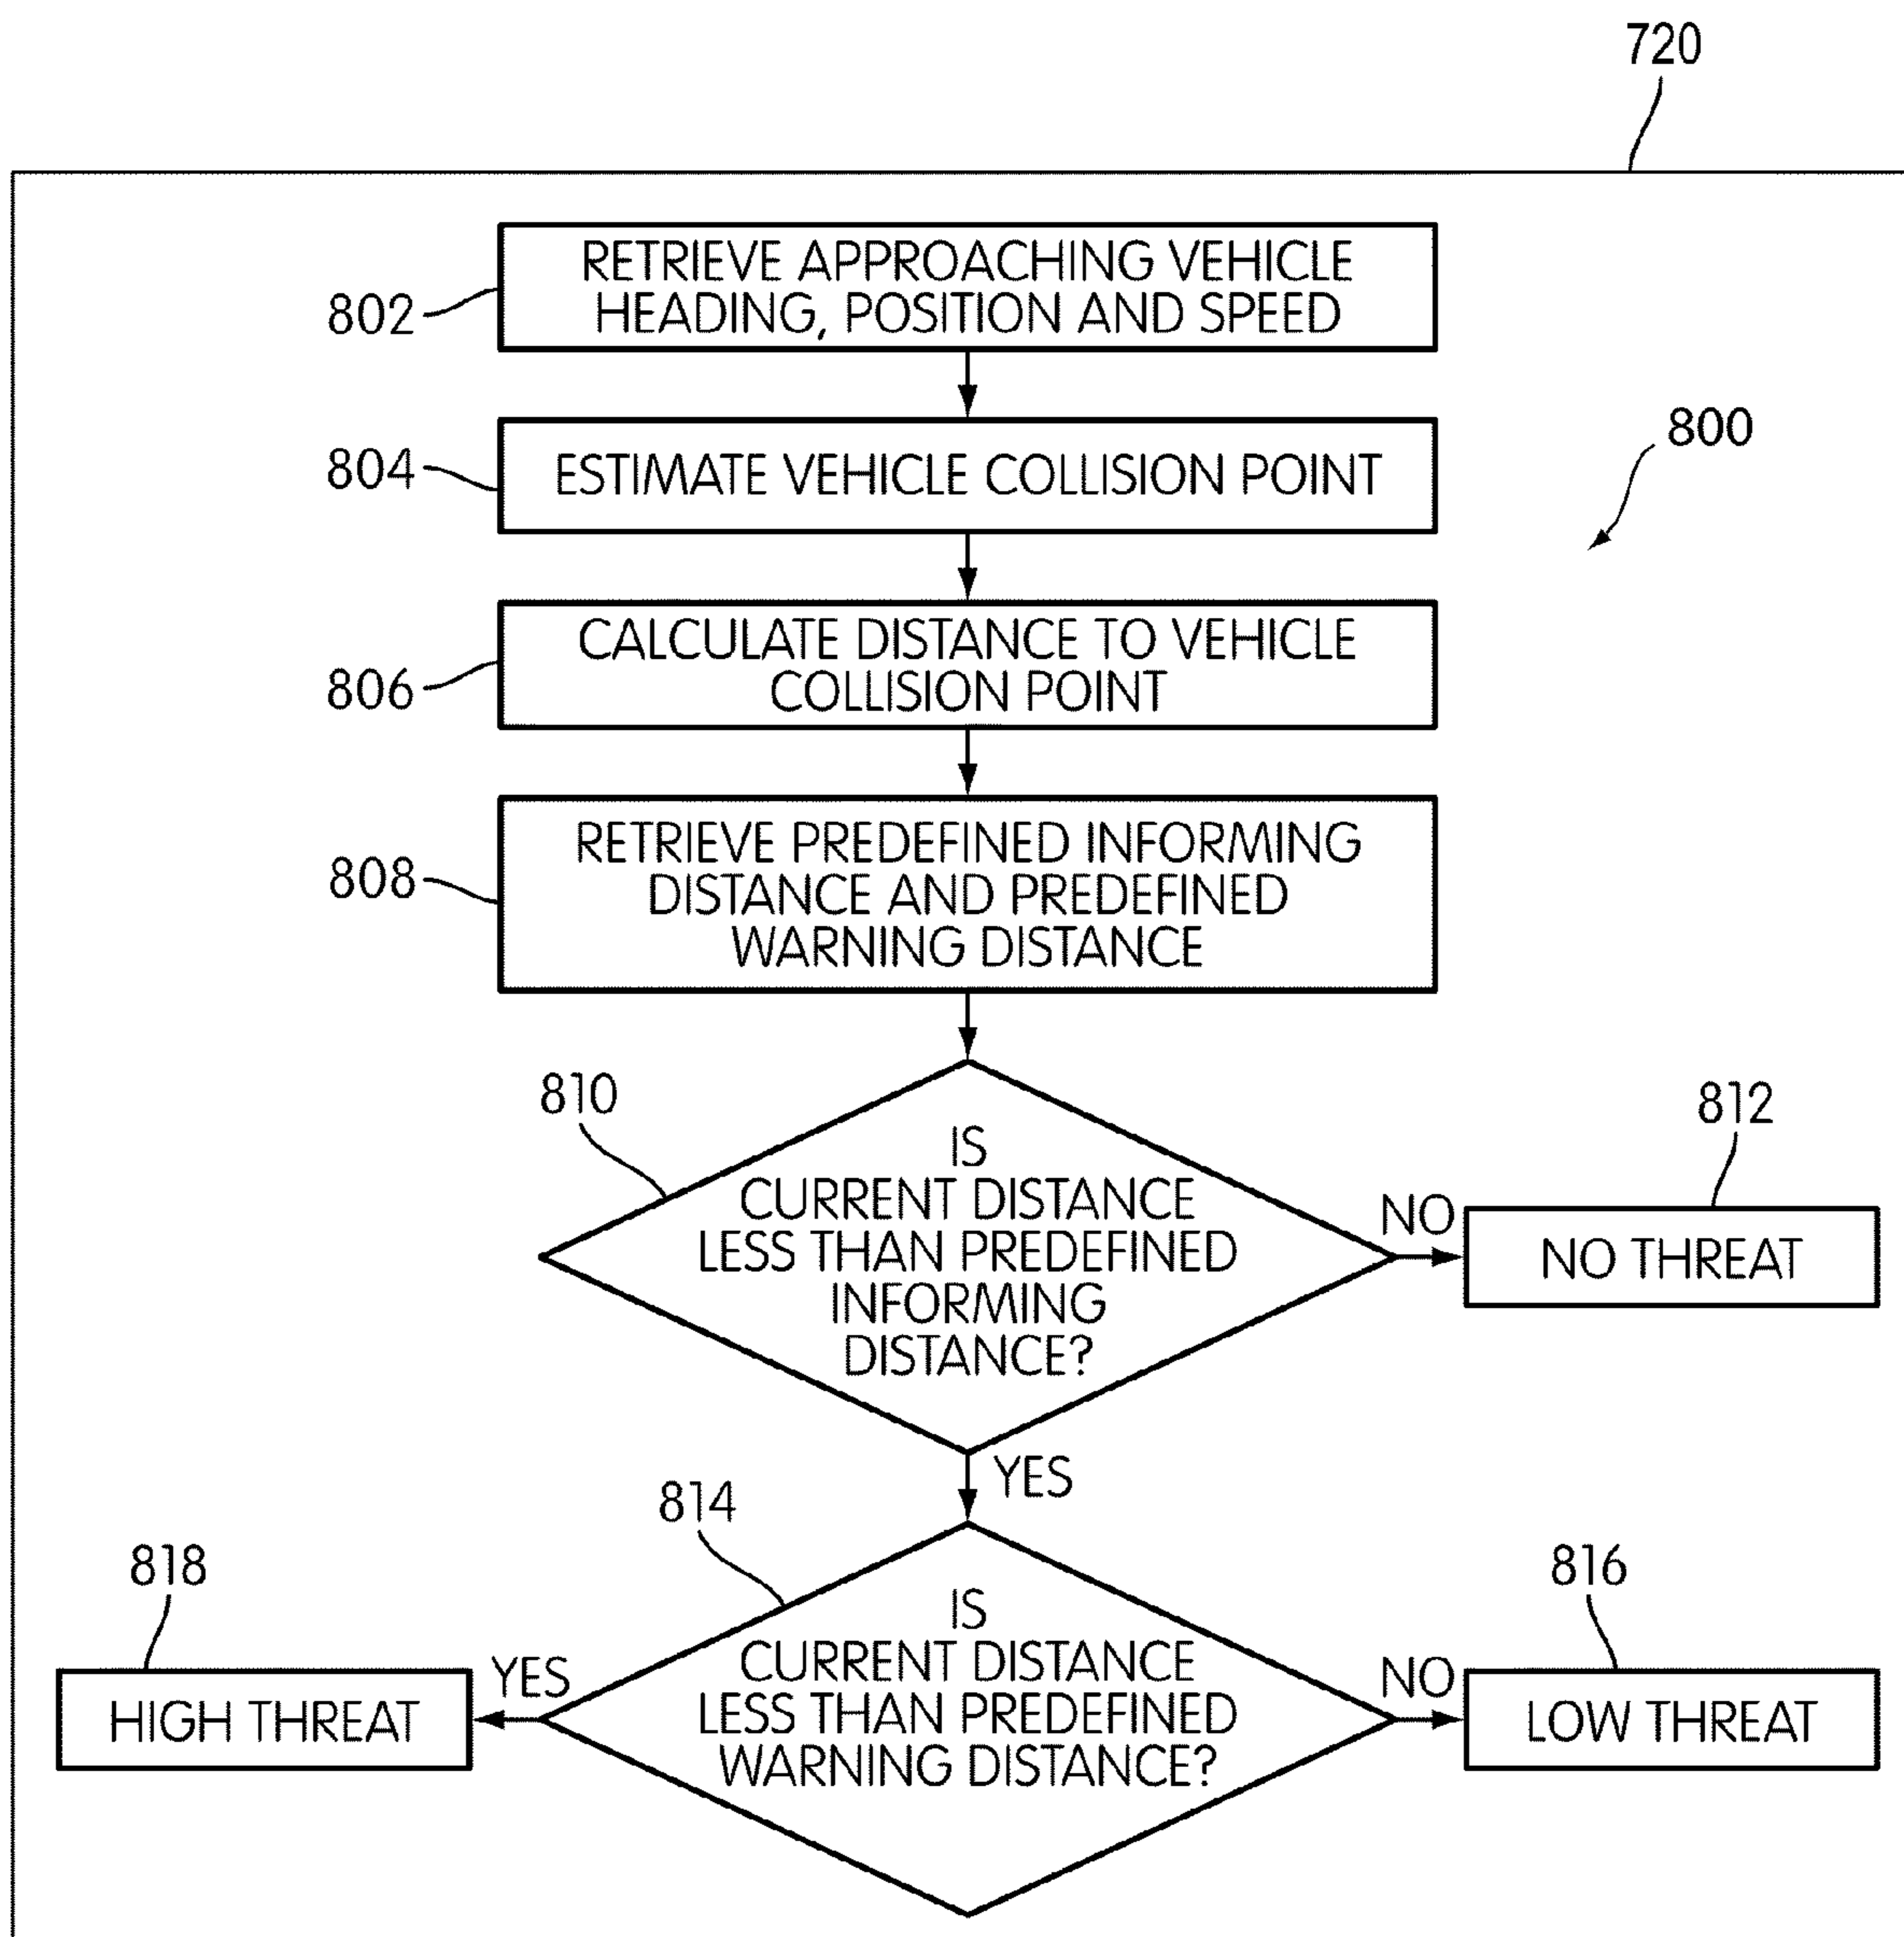 720
RETRIEVE APPROACHING VEHICLE
HEADING, POSITION AND SPEED
802
800
ESTIMATE VEHICLE COLLISION POINT
804
CALCULATE DISTANCE TO VEHICLE
COLLISION POINT
806
RETRIEVE PREDEFINED INFORMING
DISTANCE AND PREDEFINED
WARNING DISTANCE
808
810
IS
CURRENT DISTANCE
LESS THAN PREDEFINED
INFORMING
DISTANCE?
NO
812
NO THREAT
YES
814
IS
CURRENT DISTANCE
LESS THAN PREDEFINED
WARNING DISTANCE?
YES
818
HIGH THREAT
NO
816
LOW THREAT